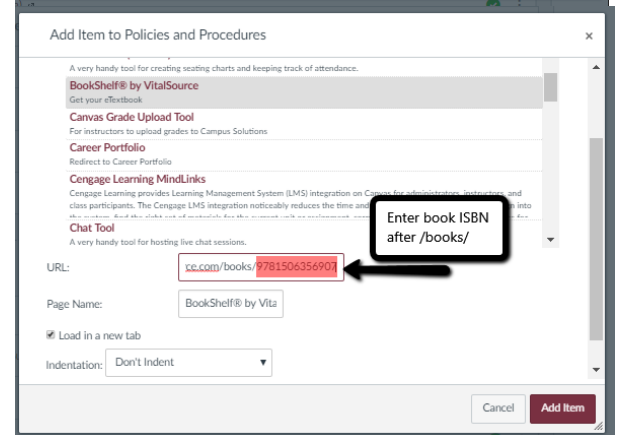 Add Item to Policies and Procedures
×
A very handy tool for creating seating charts and keeping track of attendance.
BookShelf® by VitalSource
Get your eTextbook
Canvas Grade Upload Tool
For instructors to upload grades to Campus Solutions
Career Portfolio
Redirect to Career Portfolio
Cengage Learning MindLinks
Cengage Learning provides Learning Management System (LMS) integration on Canvas for administrators, instructors, and
class participants. The Cengage LMS integration noticeably reduces the time and
into
Chat Tool
A very handy tool for hosting live chat sessions.
Enter book ISBN
after /books/
URL:
ce.com/books/9781506356907
Page Name:
BookShelf® by Vita
Load in a new tab
Indentation:
Don't Indent
Cancel
Add Item